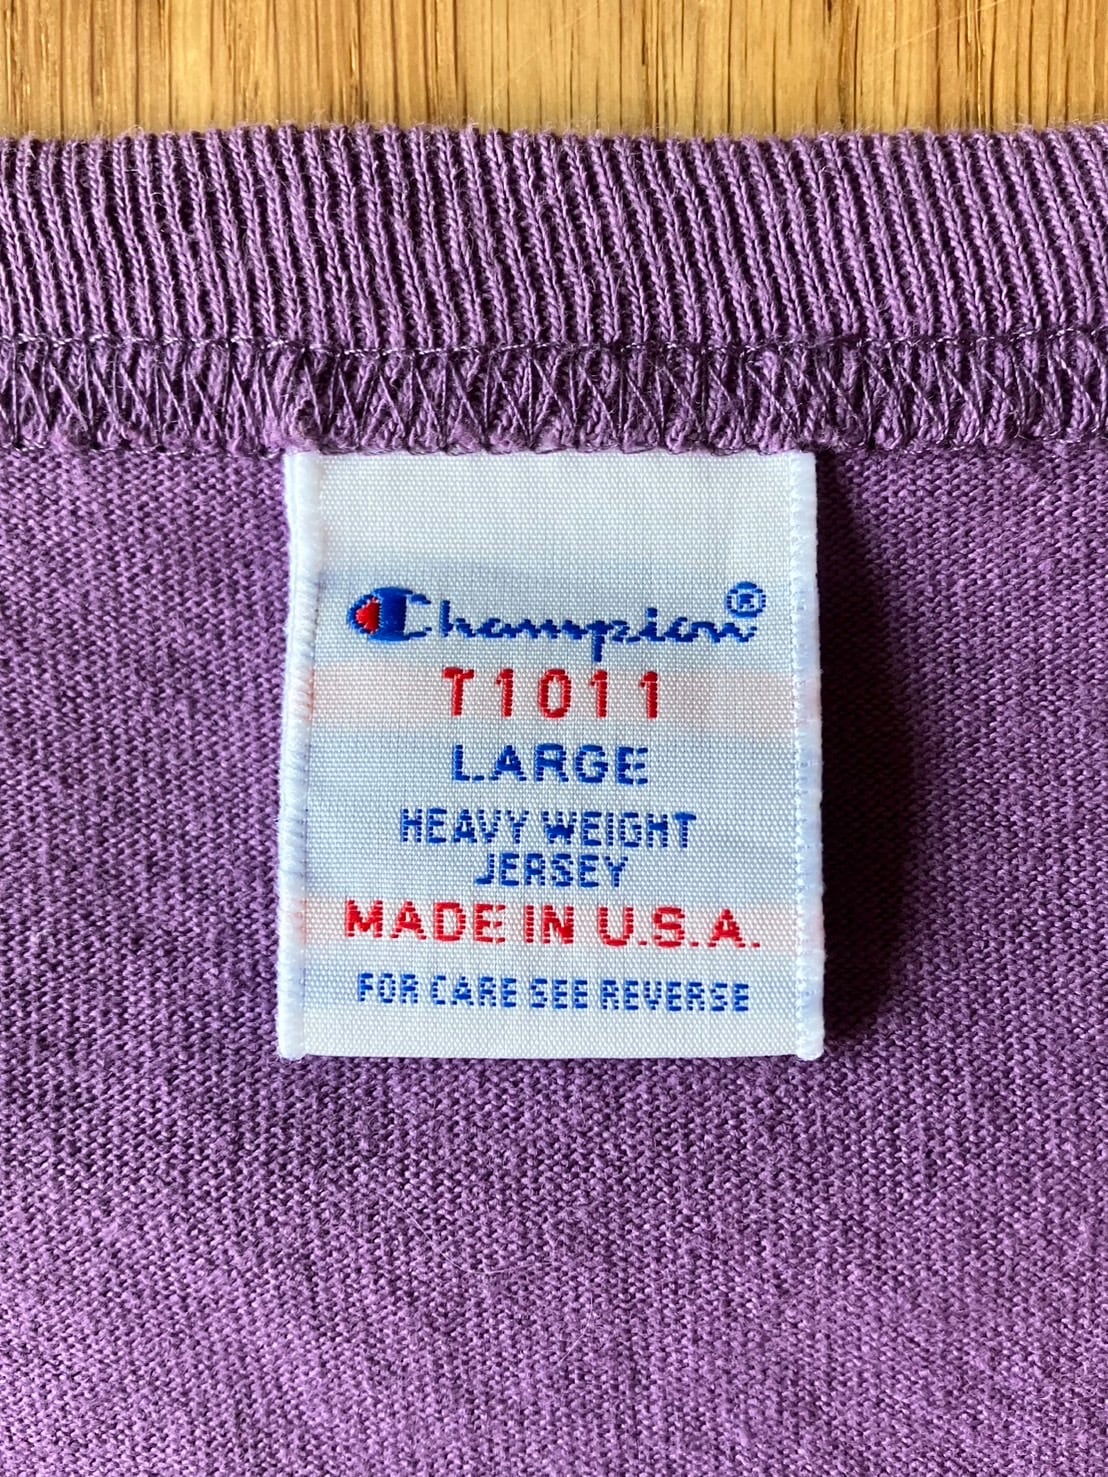 Champion®
T1011
LARGE
HEAVY WEIGHT
JERSEY
MADE IN U.S.A.
FOR CARE SEE REVERSE